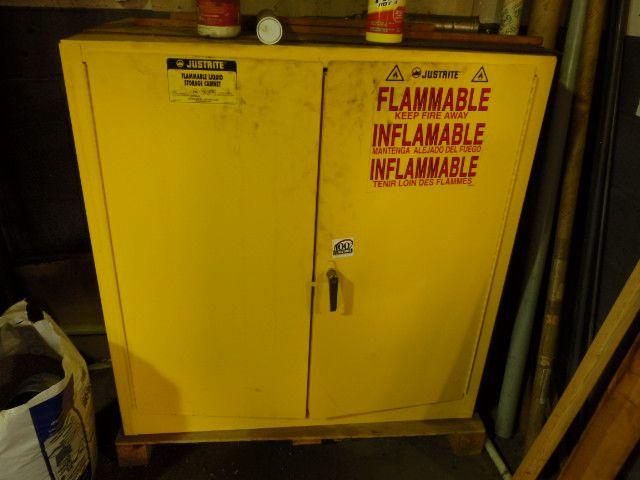 JUSTRITE
FLAMMABLE LIQUID
STORAGE CABINET
JUSTRITE
FLAMMABLE
KEEP FIRE AWAY
INFLAMABLE
MANTENGA ALEJADO DEL FUEGO
INFLAMMABLE
TENIR LOIN DES FLAMMES
100